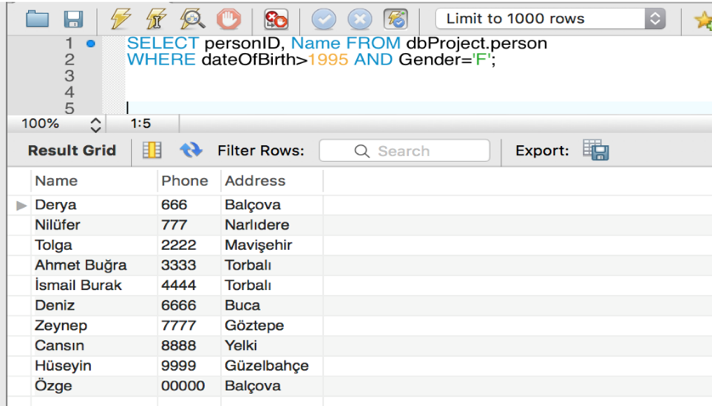 Limit to 1000 rows
1 SELECT personID, Name FROM dbProject.person
2 WHERE dateOfBirth>1995 AND Gender='F';
3
4
5
100% 1:5
Result Grid Filter Rows: Search Export:
Name Phone Address
Derya 666 Balçova
Nilüfer 777 Narlıdere
Tolga 2222 Mavişehir
Ahmet Buğra 3333 Torbalı
İsmail Burak 4444 Torbalı
Deniz 6666 Buca
Zeynep 7777 Göztepe
Cansın 8888 Yelki
Hüseyin 9999 Güzelbahçe
Özge 00000 Balçova